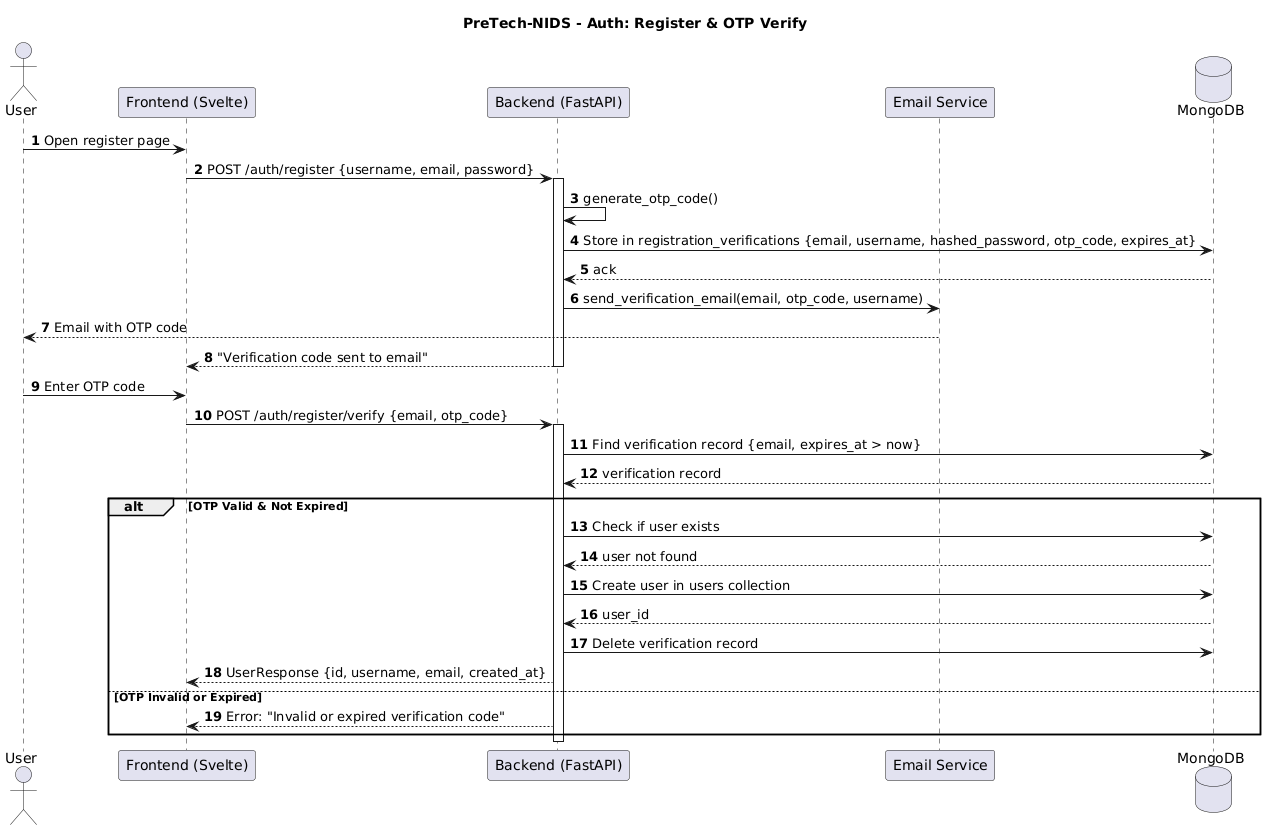 PreTech-NIDS - Auth: Register & OTP Verify
User
Frontend (Svelte)
Backend (FastAPI)
Email Service
MongoDB
1 Open register page
2 POST /auth/register {username, email, password}
3 generate_otp_code()
4 Store in registration_verifications {email, username, hashed_password, otp_code, expires_at}
5 ack
6 send_verification_email(email, otp_code, username)
7 Email with OTP code
8 "Verification code sent to email"
9 Enter OTP code
10 POST /auth/register/verify {email, otp_code}
11 Find verification record {email, expires_at > now}
12 verification record
alt [OTP Valid & Not Expired]
13 Check if user exists
14 user not found
15 Create user in users collection
16 user_id
17 Delete verification record
18 UserResponse {id, username, email, created_at}
[OTP Invalid or Expired]
19 Error: "Invalid or expired verification code"
User
Frontend (Svelte)
Backend (FastAPI)
Email Service
MongoDB